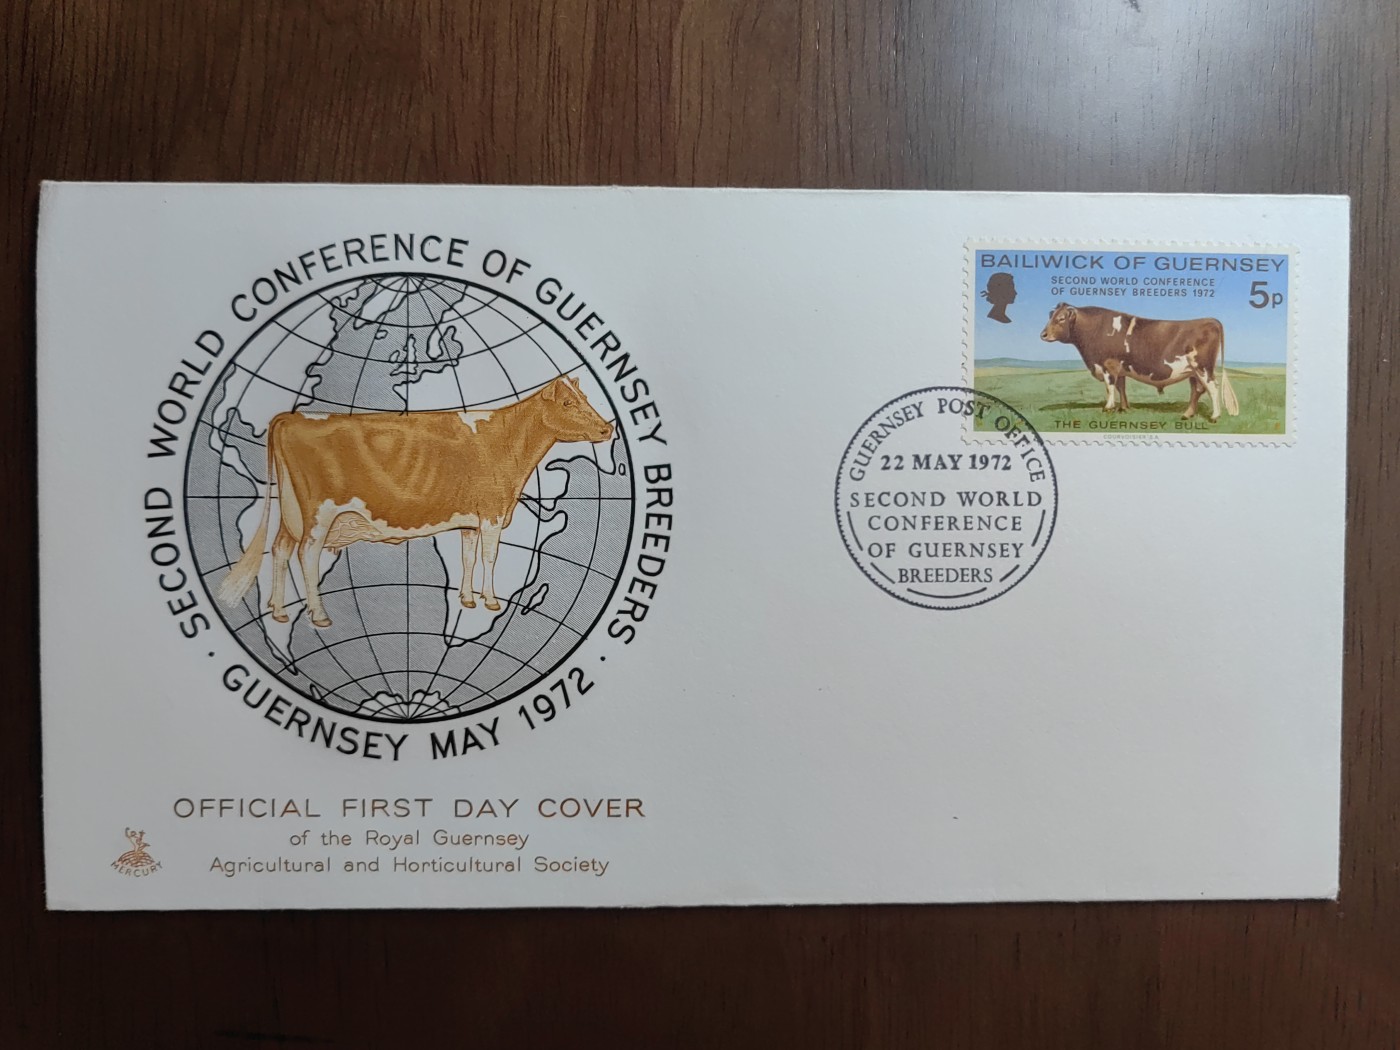 SECOND WORLD CONFERENCE OF GUERNSEY BREEDERS
· GUERNSEY MAY 1972 ·
OFFICIAL FIRST DAY COVER
of the Royal Guernsey
Agricultural and Horticultural Society
MERCURY
BAILIWICK OF GUERNSEY
SECOND WORLD CONFERENCE
OF GUERNSEY BREEDERS 1972
5p
THE GUERNSEY BULL
COURVOISIER S.A.
GUERNSEY POST OFFICE
22 MAY 1972
SECOND WORLD
CONFERENCE
OF GUERNSEY
BREEDERS